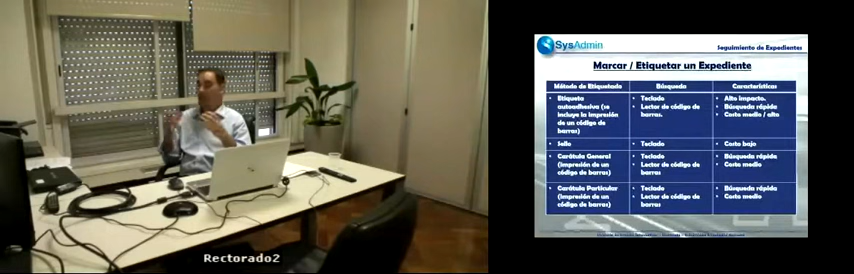 Rectorado2
SysAdmin
Seguimiento de Expedientes
Marcar / Etiquetar un Expediente
Método de Etiquetado
Búsqueda
Características
• Etiqueta
autoadhesiva (se
incluye la impresión
de un código de
barras)
• Teclado
• Lector de código de
barras.
• Alto impacto.
• Búsqueda rápida
• Costo medio / alto
• Sello
• Teclado
• Costo bajo
• Carátula General
(impresión de un
código de barras)
• Teclado
• Lector de código de
barras
• Búsqueda rápida
• Costo medio
• Carátula Particular
(impresión de un
código de barras)
• Teclado
• Lector de código de
barras
• Búsqueda rápida
• Costo medio